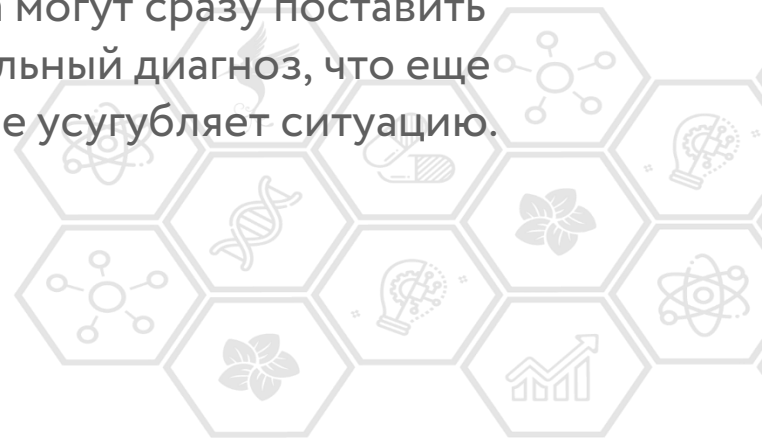 могут сразу поставить
льный диагноз, что еще
е усугубляет ситуацию.